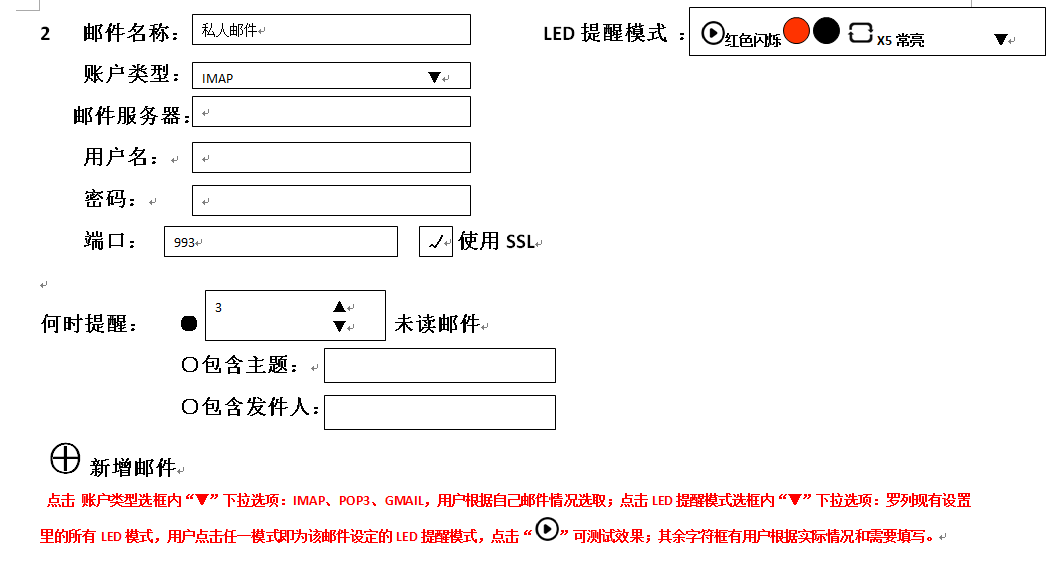 2 邮件名称： 私人邮件 LED 提醒模式 ： 红色闪烁 X5 常亮 ▼
账户类型： IMAP ▼
邮件服务器：
用户名：
密码：
端口： 993 ✓ 使用 SSL
何时提醒： ● 3 ▲ ▼ 未读邮件
○包含主题：
○包含发件人：
新增邮件
点击 账户类型选框内“▼”下拉选项：IMAP、POP3、GMAIL，用户根据自己邮件情况选取；点击 LED 提醒模式选框内“▼”下拉选项：罗列现有设置
里的所有 LED 模式，用户点击任一模式即为该邮件设定的 LED 提醒模式，点击“ ”可测试效果；其余字符框有用户根据实际情况和需要填写。